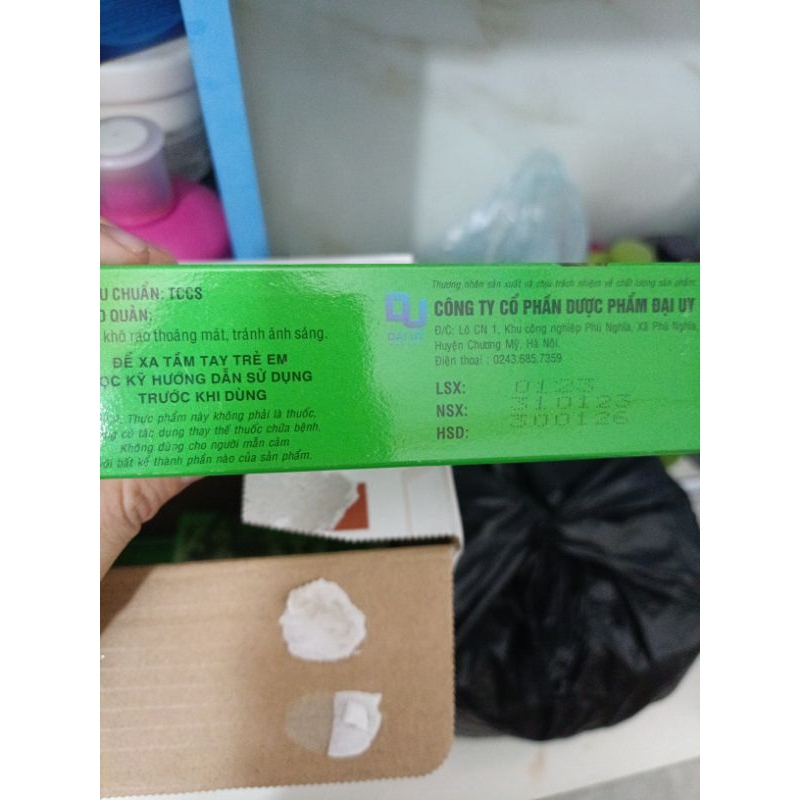 U CHUẨN: TCCS
O QUẢN:
khô ráo thoáng mát, tránh ánh sáng.
ĐỂ XA TẦM TAY TRẺ EM
ỌC KỸ HƯỚNG DẪN SỬ DỤNG
TRƯỚC KHI DÙNG
Thực phẩm này không phải là thuốc,
ng có tác dụng thay thế thuốc chữa bệnh.
Không dùng cho người mẫn cảm
với bất kể thành phần nào của sản phẩm.
Thương nhân sản xuất và chịu trách nhiệm về chất lượng sản phẩm:
DU
ĐẠI UY
CÔNG TY CỔ PHẦN DƯỢC PHẨM ĐẠI UY
Đ/C: Lô CN 1, Khu công nghiệp Phú Nghĩa, Xã Phú Nghĩa,
Huyện Chương Mỹ, Hà Nội.
Điện thoại : 0243.685.7359
LSX: 0123
NSX: 310123
HSD: 300126